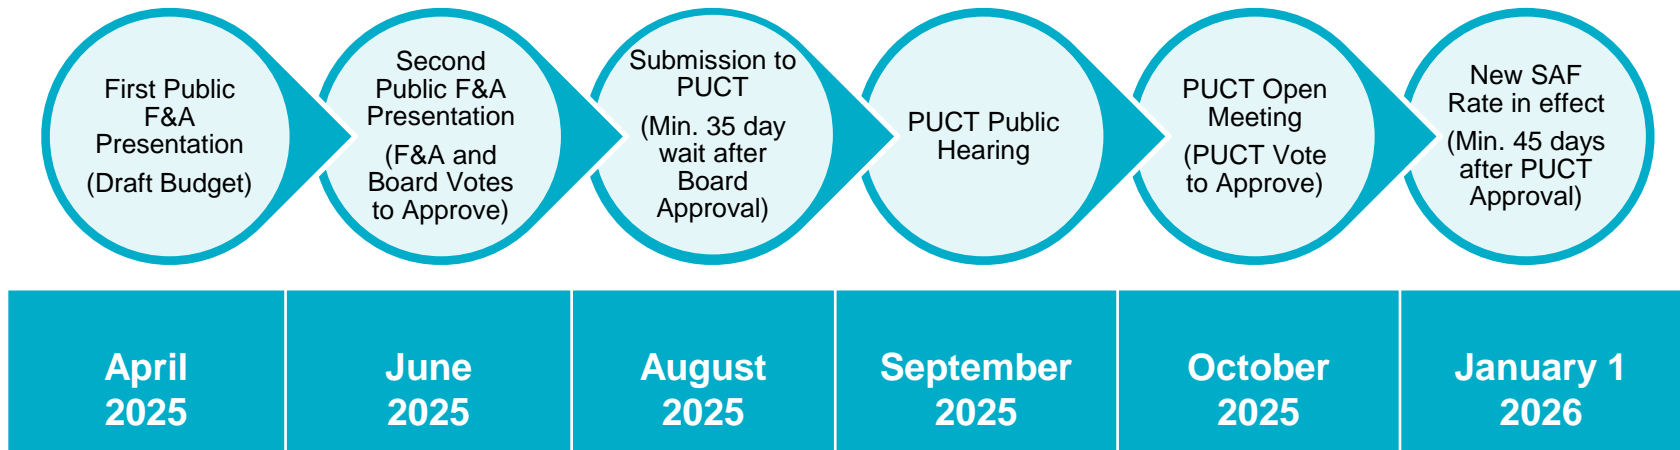 First Public
F&A
Presentation
(Draft Budget)
Second
Public F&A
Presentation
(F&A and
Board Votes
to Approve)
Submission to
PUCT
(Min. 35 day
wait after
Board
Approval)
PUCT Public
Hearing
PUCT Open
Meeting
(PUCT Vote
to Approve)
New SAF
Rate in effect
(Min. 45 days
after PUCT
Approval)
April
2025
June
2025
August
2025
September
2025
October
2025
January 1
2026